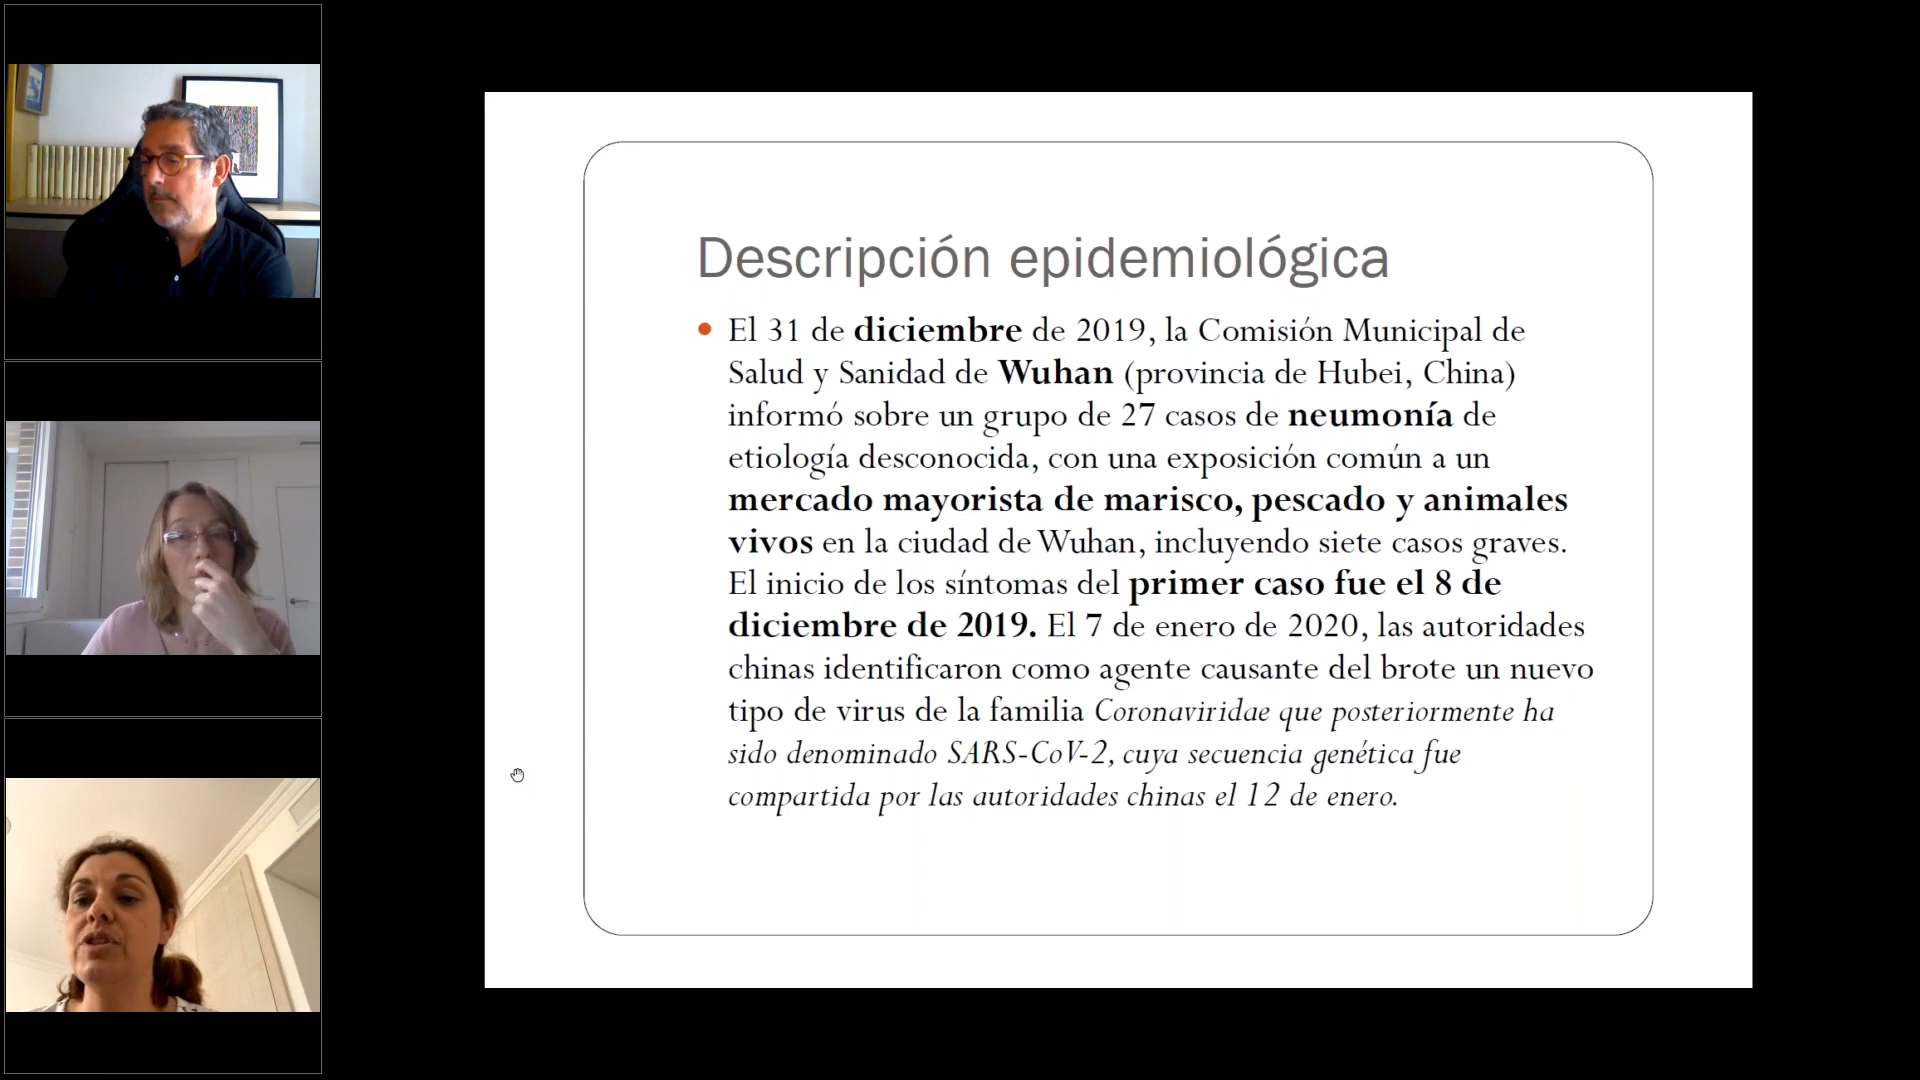 Descripción epidemiológica
El 31 de diciembre de 2019, la Comisión Municipal de
Salud y Sanidad de Wuhan (provincia de Hubei, China)
informó sobre un grupo de 27 casos de neumonía de
etiología desconocida, con una exposición común a un
mercado mayorista de marisco, pescado y animales
vivos en la ciudad de Wuhan, incluyendo siete casos graves.
El inicio de los síntomas del primer caso fue el 8 de
diciembre de 2019. El 7 de enero de 2020, las autoridades
chinas identificaron como agente causante del brote un nuevo
tipo de virus de la familia Coronaviridae que posteriormente ha
sido denominado SARS-CoV-2, cuya secuencia genética fue
compartida por las autoridades chinas el 12 de enero.